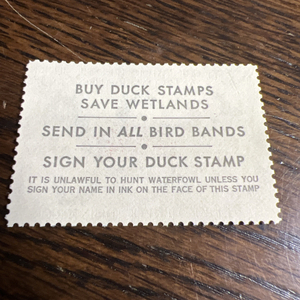 BUY DUCK STAMPS
SAVE WETLANDS
SEND IN ALL BIRD BANDS
SIGN YOUR DUCK STAMP
IT IS UNLAWFUL TO HUNT WATERFOWL UNLESS YOU
SIGN YOUR NAME IN INK ON THE FACE OF THIS STAMP